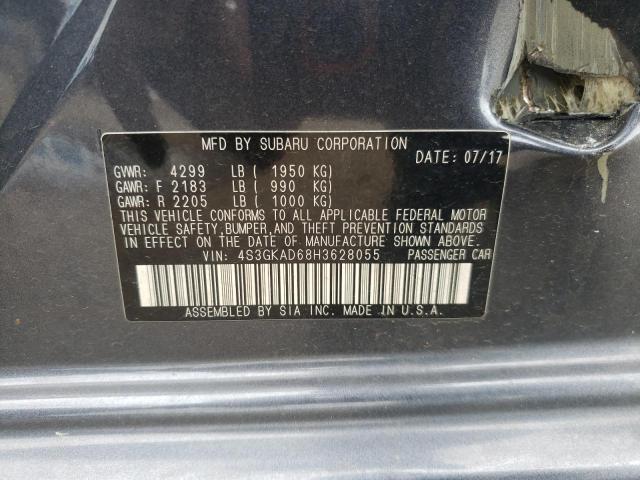 MFD BY SUBARU CORPORATION
DATE: 07/17
GVWR: 4299 LB ( 1950 KG)
GAWR: F 2183 LB ( 990 KG)
GAWR: R 2205 LB ( 1000 KG)
THIS VEHICLE CONFORMS TO ALL APPLICABLE FEDERAL MOTOR
VEHICLE SAFETY,BUMPER,AND THEFT PREVENTION STANDARDS
IN EFFECT ON THE DATE OF MANUFACTURE SHOWN ABOVE.
VIN: 4S3GKAD68H3628055 PASSENGER CAR
ASSEMBLED BY SIA INC. MADE IN U.S.A.